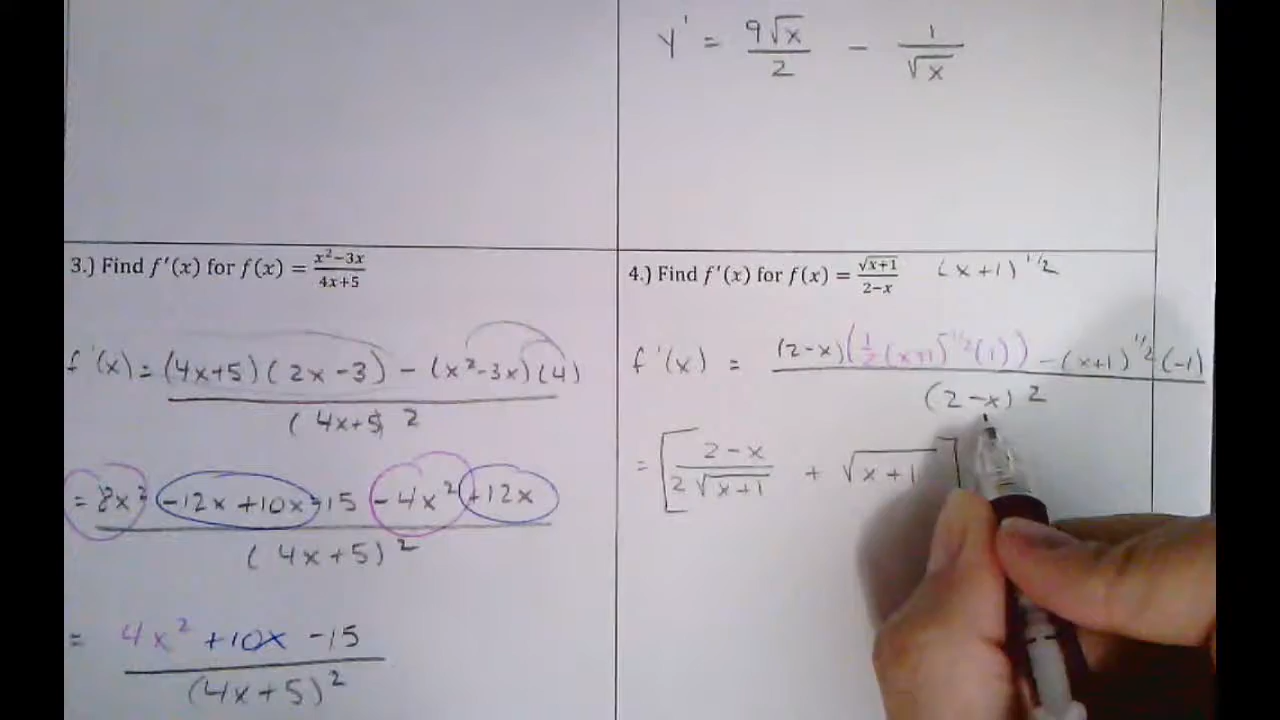 y' = 9√x/2 - 1/√x
3.) Find f'(x) for f(x) = x²-3x/4x+5
f'(x) = (4x+5)(2x-3) - (x²-3x)(4)
(4x+5) 2
= 8x² -12x +10x -15 -4x² +12x
(4x+5)²
= 4x² +10x -15
(4x+5)²
4.) Find f'(x) for f(x) = √x+1/2-x (x+1)^1/2
f'(x) = (2-x)(1/2(x+1)^-1/2(1)) - (x+1)^1/2(-1)
(2-x)2
= [2-x/2√x+1 + √x+1]